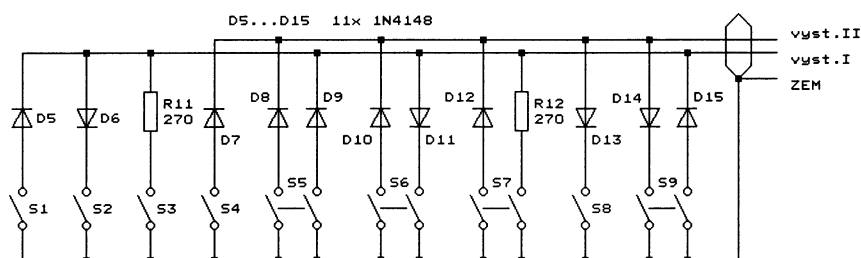 D5...D15 11x 1N4148
vyst.II
vyst.I
ZEM
D5 D6 R11 270 D7 D8 D9 D10 D11 D12 R12 270 D13 D14 D15
S1 S2 S3 S4 S5 S6 S7 S8 S9